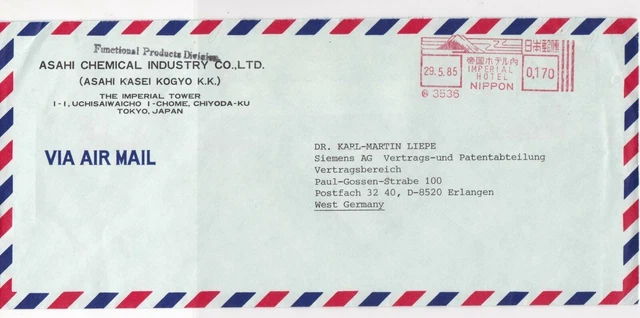 Functional Products Division
ASAHI CHEMICAL INDUSTRY CO., LTD.
(ASAHI KASEI KOGYO K.K.)
THE IMPERIAL TOWER
1-1, UCHISAIWAICHO 1-CHOME, CHIYODA-KU
TOKYO, JAPAN
VIA AIR MAIL
日本郵便
29.5.85
帝国ホテル内
IMPERIAL
HOTEL
NIPPON
0,170
3536
DR. KARL-MARTIN LIEPE
Siemens AG Vertrags-und Patentabteilung
Vertragsbereich
Paul-Gossen-Strabe 100
Postfach 32 40, D-8520 Erlangen
West Germany